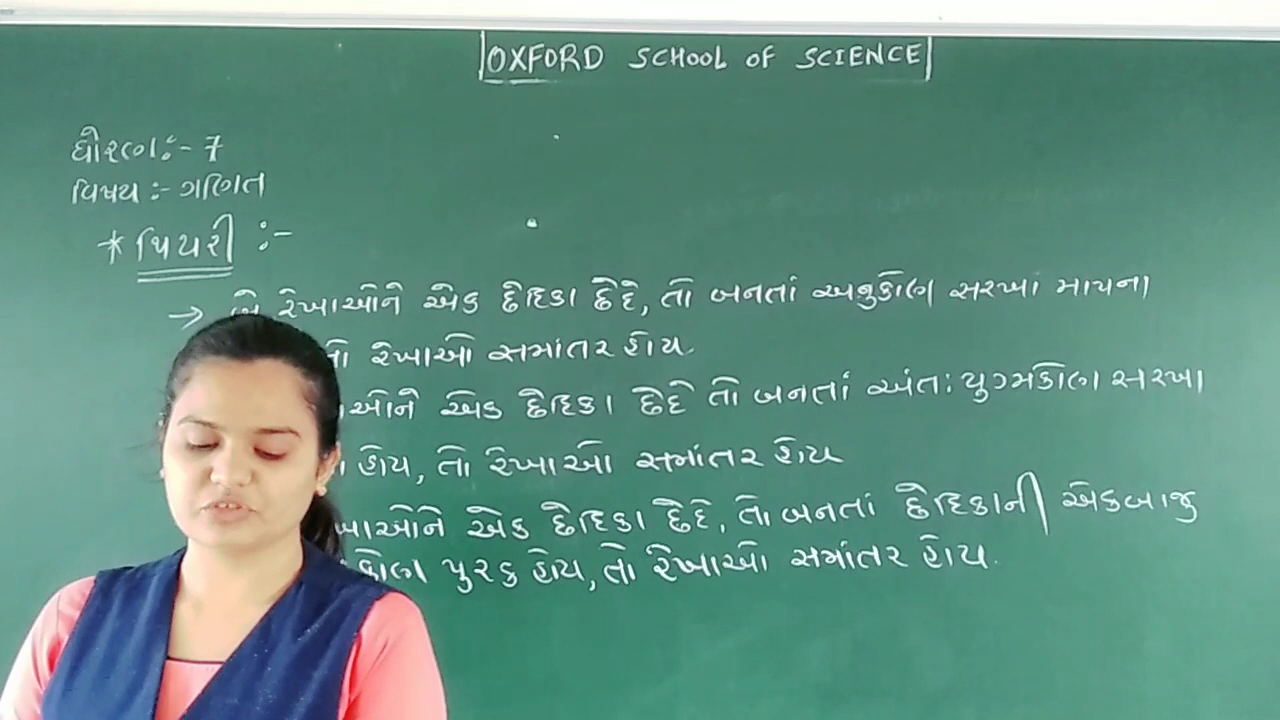 OXFORD SCHOOL OF SCIENCE
ધોરણ:- 7
વિષય :- ગણિત
* થિયરી :-
→ બે રેખાઓને એક છેદિકા છેદે, તો બનતાં અનુકોણ સરખા માપના
તો રેખાઓ સમાંતર હોય.
ઓને એક છેદિકા છેદે તો બનતાં અંતઃયુગ્મકોણ સરખા
હોય, તો રેખાઓ સમાંતર હોય
ખાઓને એક છેદિકા છેદે, તો બનતાં છેદિકાની એકબાજુ
કોણ પુરક હોય, તો રેખાઓ સમાંતર હોય.